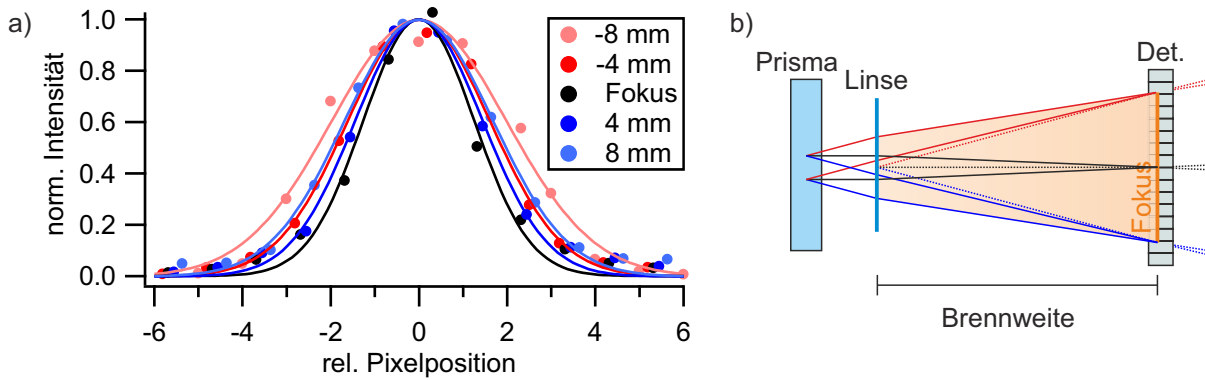 a)
norm. Intensität
1.0
0.8
0.6
0.4
0.2
0.0
-6
-4
-2
0
2
4
6
rel. Pixelposition
-8 mm
-4 mm
Fokus
4 mm
8 mm
b)
Prisma
Linse
Det.
Fokus
Brennweite